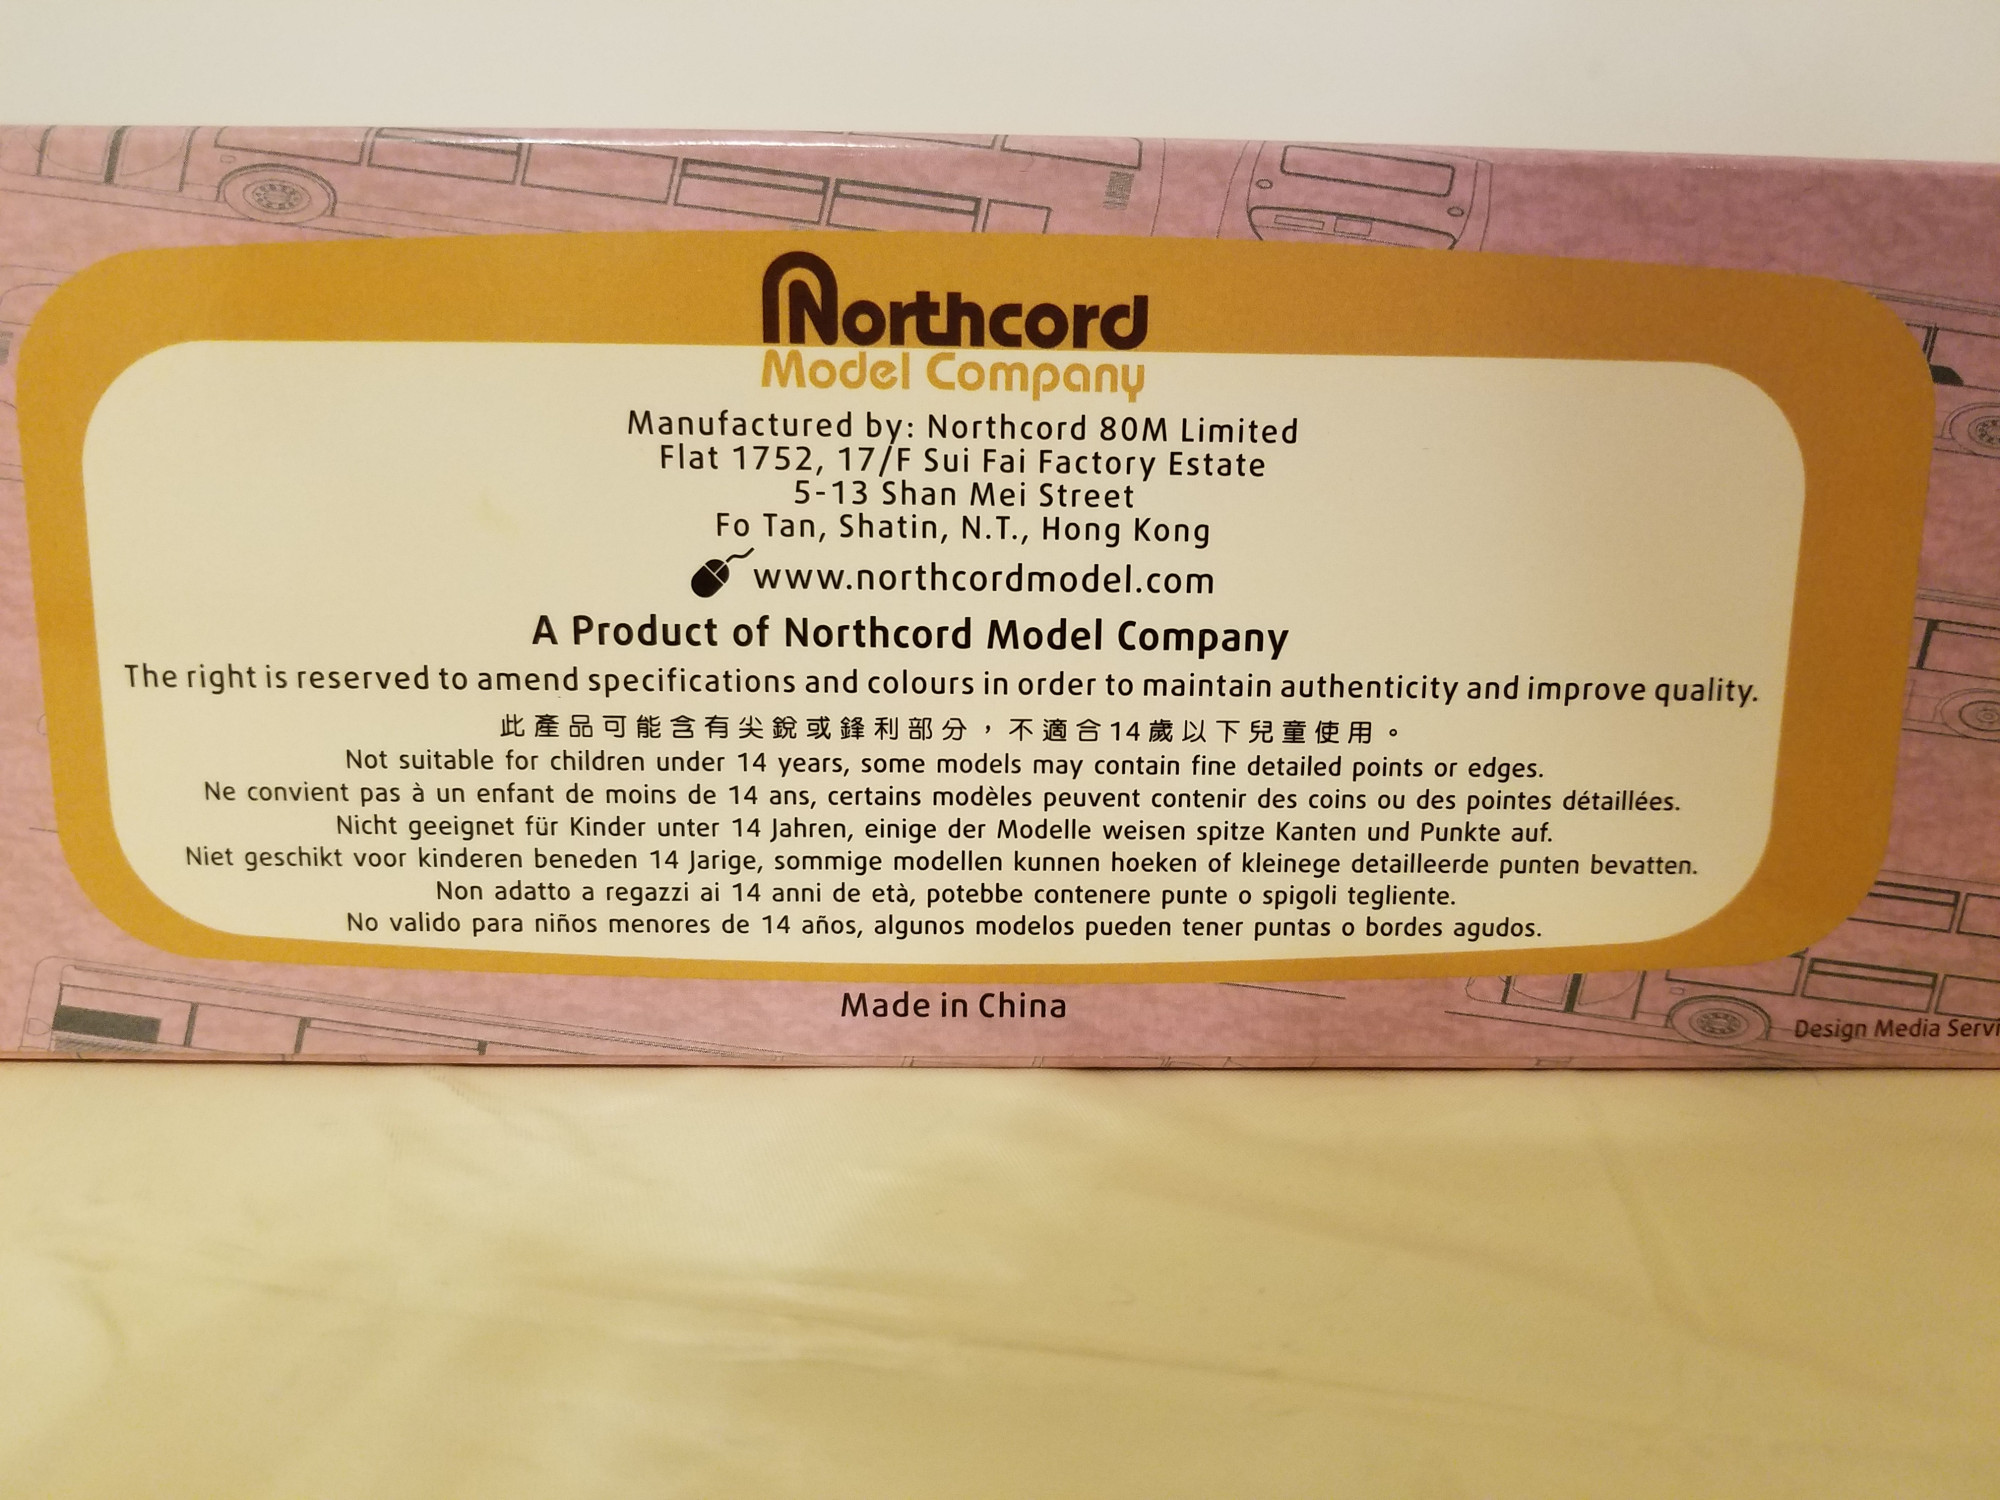 Northcord
Model Company
Manufactured by: Northcord 80M Limited
Flat 1752, 17/F Sui Fai Factory Estate
5-13 Shan Mei Street
Fo Tan, Shatin, N.T., Hong Kong
www.northcordmodel.com
A Product of Northcord Model Company
The right is reserved to amend specifications and colours in order to maintain authenticity and improve quality.
此產品可能含有尖銳或鋒利部分，不適合14歲以下兒童使用。
Not suitable for children under 14 years, some models may contain fine detailed points or edges.
Ne convient pas à un enfant de moins de 14 ans, certains modèles peuvent contenir des coins ou des pointes détaillées.
Nicht geeignet für Kinder unter 14 Jahren, einige der Modelle weisen spitze Kanten und Punkte auf.
Niet geschikt voor kinderen beneden 14 Jarige, sommige modellen kunnen hoeken of kleinege detailleerde punten bevatten.
Non adatto a regazzi ai 14 anni de età, potebbe contenere punte o spigoli tegliente.
No valido para niños menores de 14 años, algunos modelos pueden tener puntas o bordes agudos.
Made in China
Design Media Servi